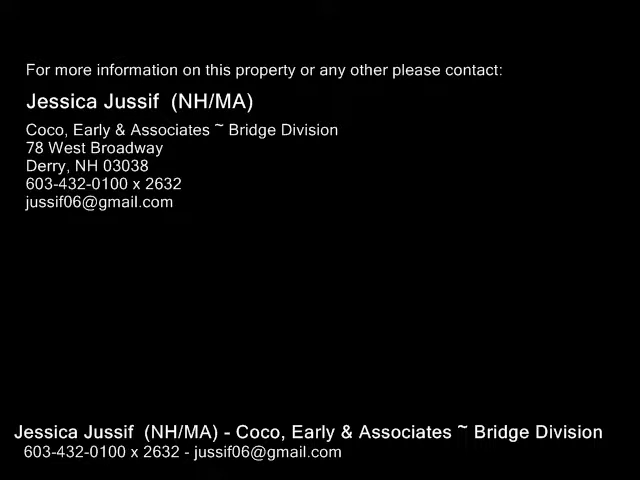 For more information on this property or any other please contact:
Jessica Jussif  (NH/MA)
Coco, Early & Associates ~ Bridge Division
78 West Broadway
Derry, NH 03038
603-432-0100 x 2632
jussif06@gmail.com
Jessica Jussif  (NH/MA) - Coco, Early & Associates ~ Bridge Division
603-432-0100 x 2632 - jussif06@gmail.com